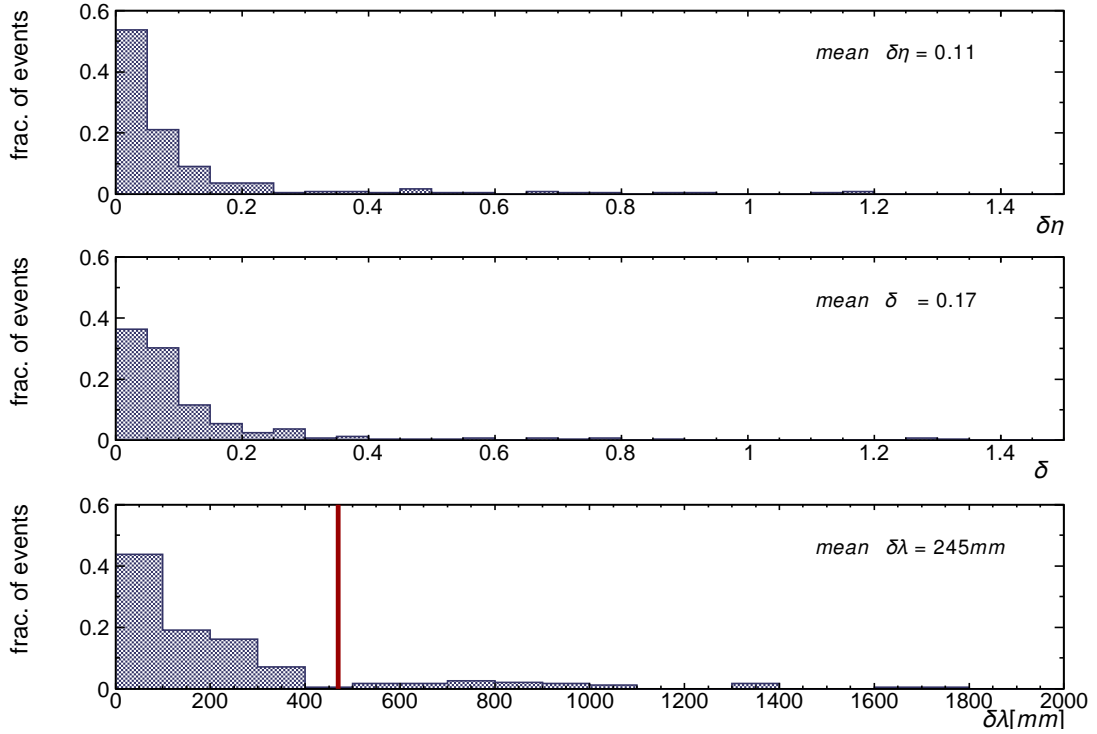 frac. of events
0.6
0.4
0.2
0
mean δη = 0.11
0 0.2 0.4 0.6 0.8 1 1.2 1.4
δη
frac. of events
0.6
0.4
0.2
0
mean δ = 0.17
0 0.2 0.4 0.6 0.8 1 1.2 1.4
δ
frac. of events
0.6
0.4
0.2
0
mean δλ = 245mm
0 200 400 600 800 1000 1200 1400 1600 1800 2000
δλ[mm]